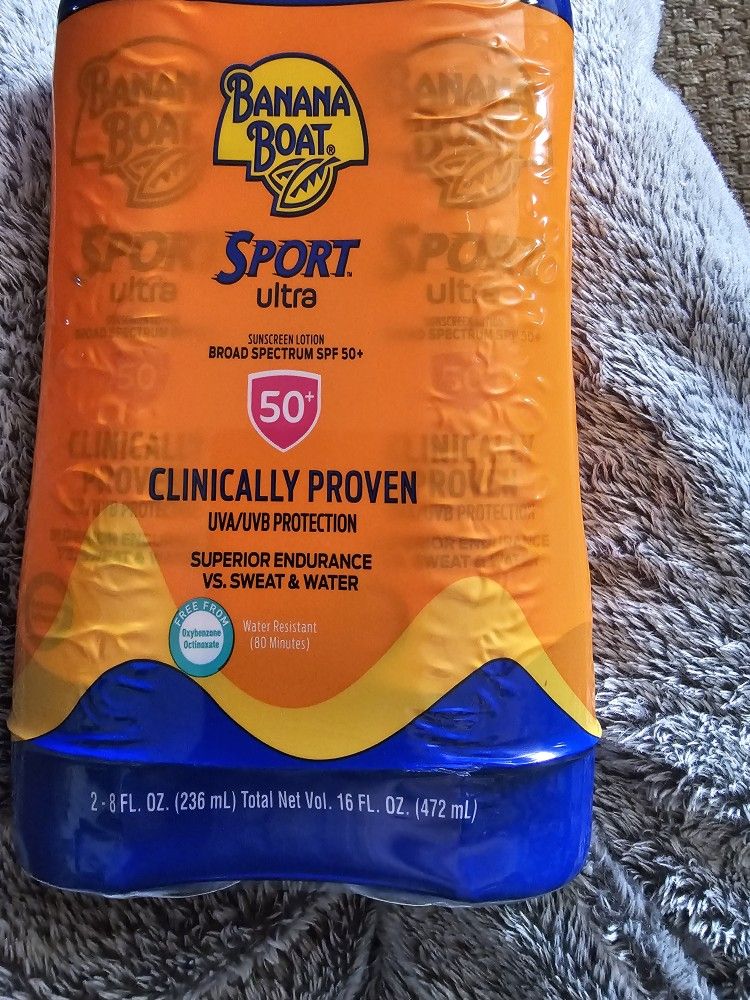 BANANA
BOAT®
SPORT™
ultra
SUNSCREEN LOTION
BROAD SPECTRUM SPF 50+
50+
CLINICALLY PROVEN
UVA/UVB PROTECTION
SUPERIOR ENDURANCE
VS. SWEAT & WATER
FREE FROM
Oxybenzone
Octinoxate
Water Resistant
(80 Minutes)
2 - 8 FL. OZ. (236 mL) Total Net Vol. 16 FL. OZ. (472 mL)